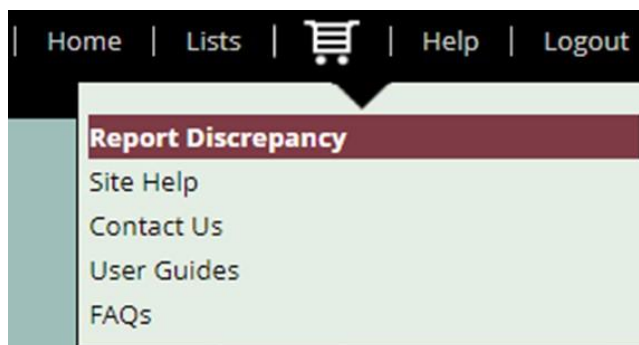 | Home | Lists | | Help | Logout
Report Discrepancy
Site Help
Contact Us
User Guides
FAQs